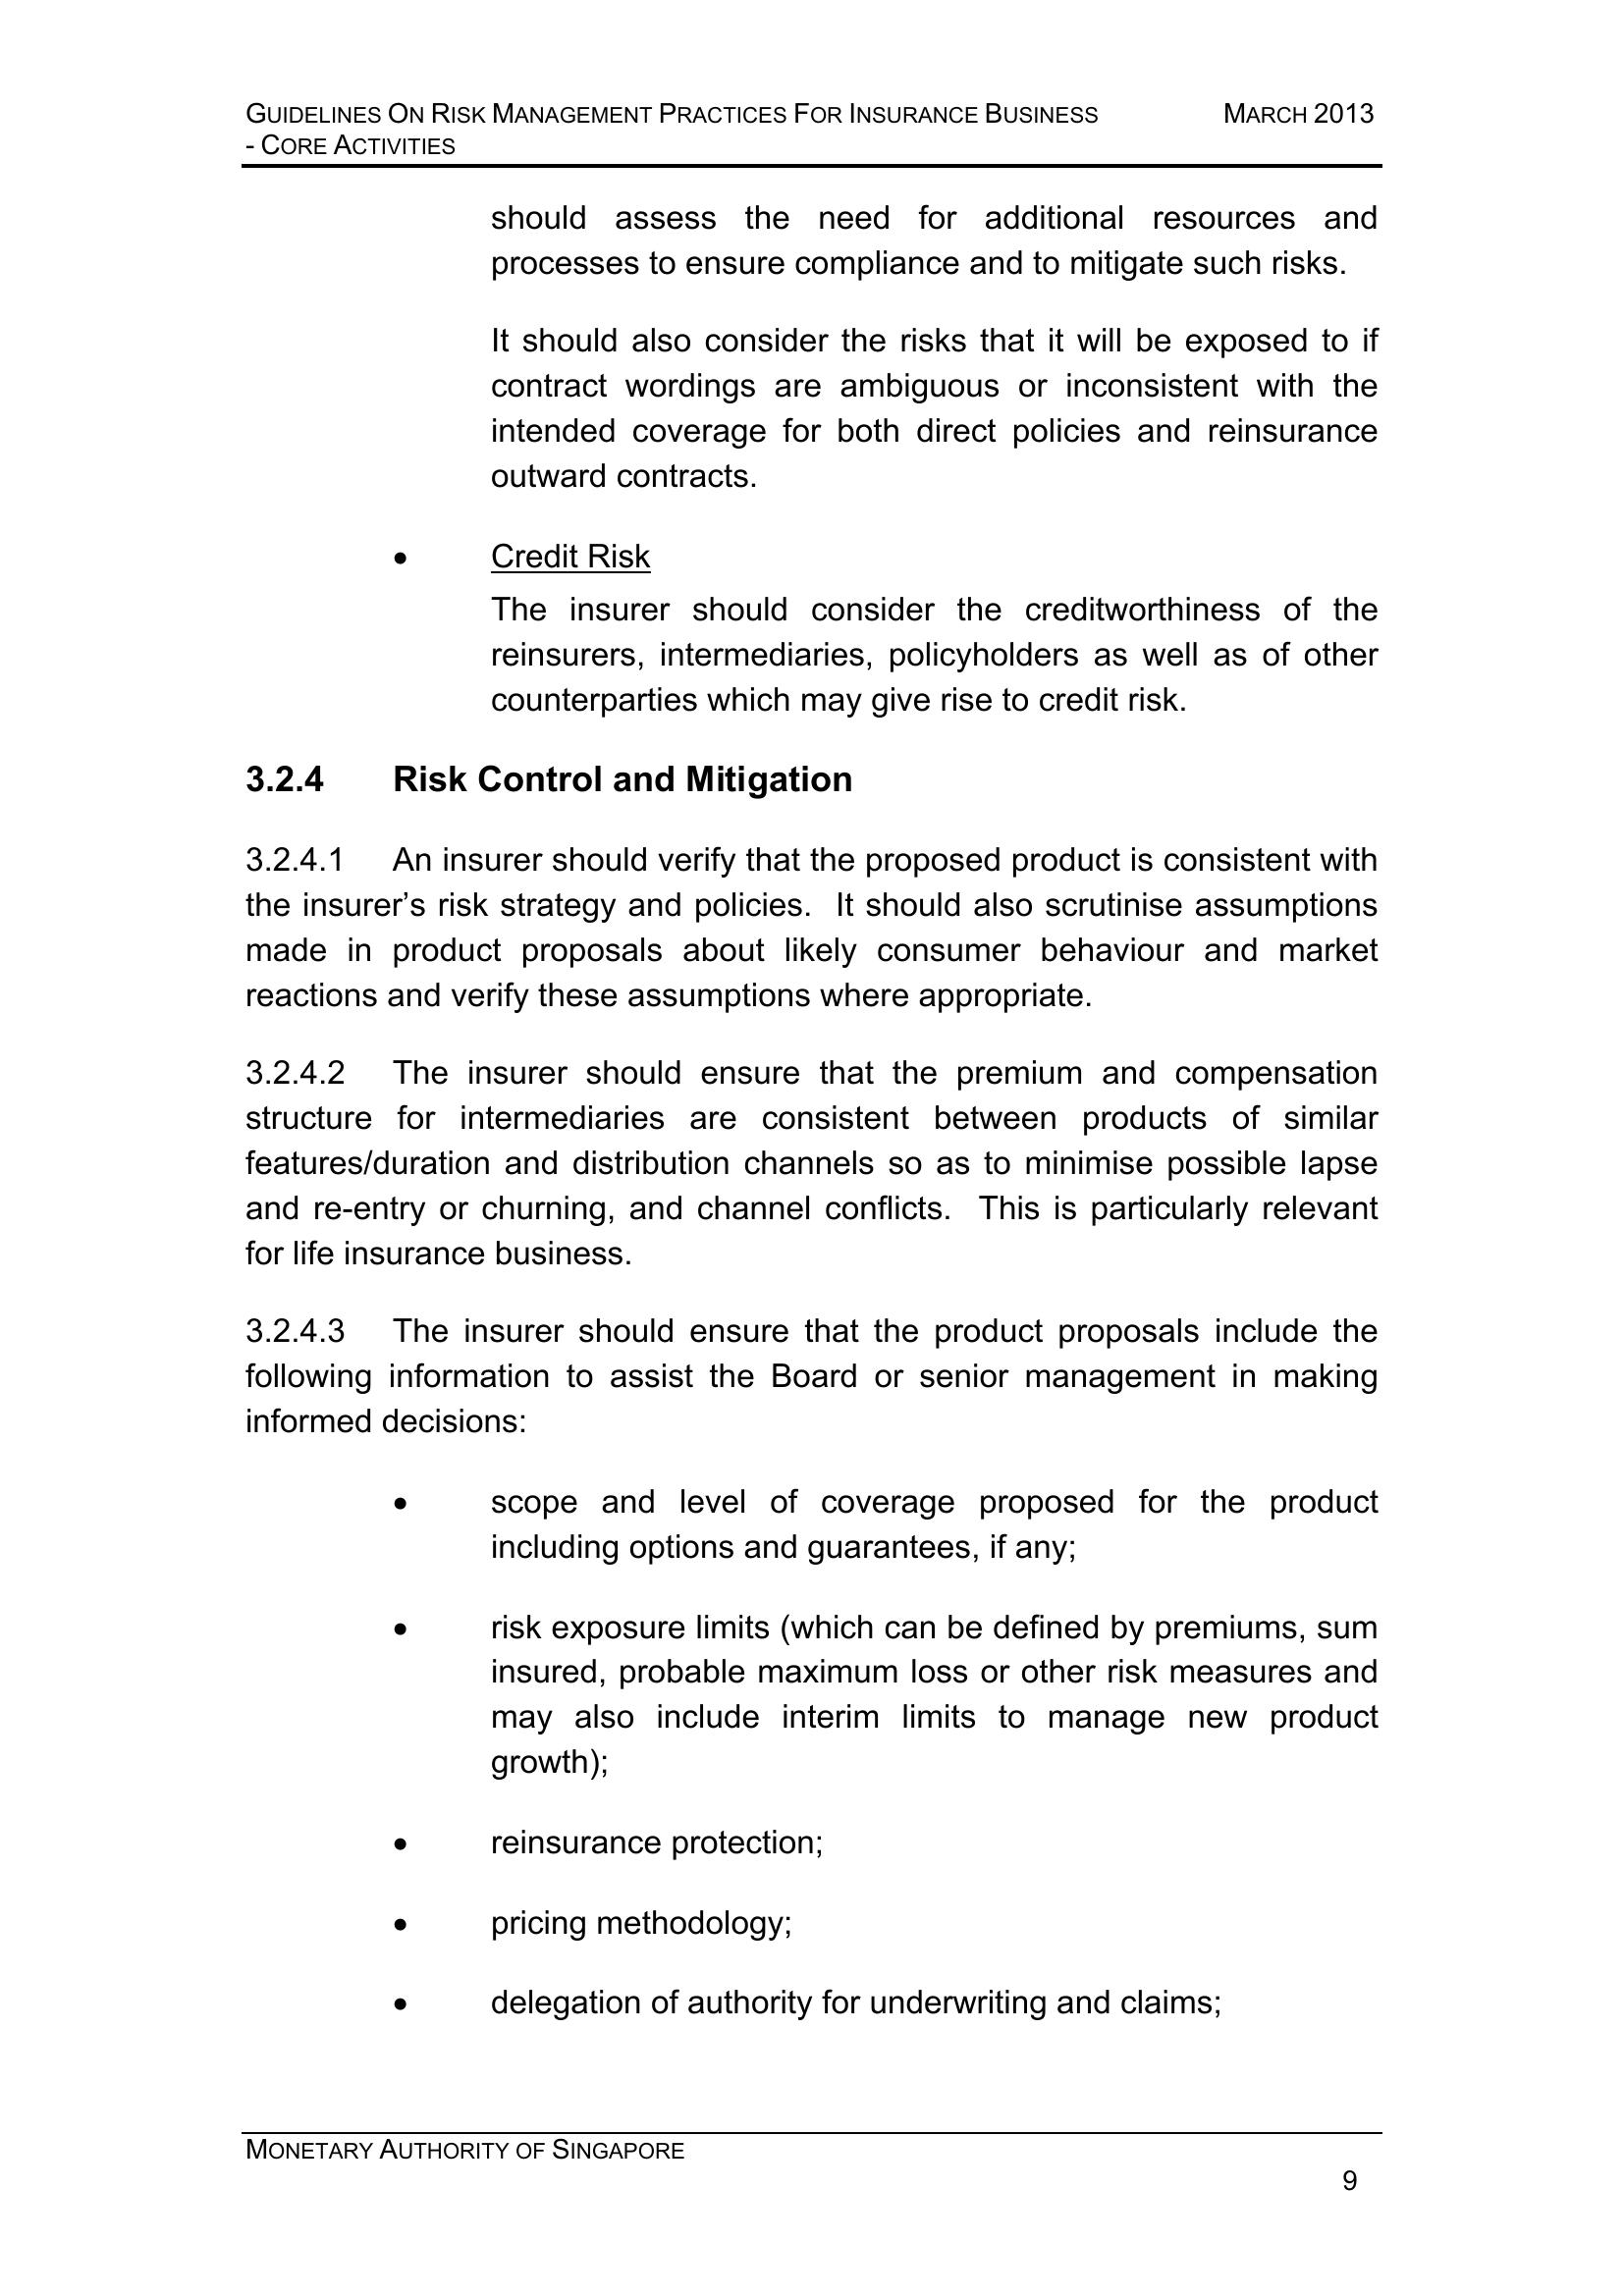 GUIDELINES ON RISK MANAGEMENT PRACTICES FOR INSURANCE BUSINESS MARCH 2013
- CORE ACTIVITIES
should assess the need for additional resources and
processes to ensure compliance and to mitigate such risks.
It should also consider the risks that it will be exposed to if
contract wordings are ambiguous or inconsistent with the
intended coverage for both direct policies and reinsurance
outward contracts.
• Credit Risk
The insurer should consider the creditworthiness of the
reinsurers, intermediaries, policyholders as well as of other
counterparties which may give rise to credit risk.
3.2.4 Risk Control and Mitigation
3.2.4.1 An insurer should verify that the proposed product is consistent with
the insurer’s risk strategy and policies. It should also scrutinise assumptions
made in product proposals about likely consumer behaviour and market
reactions and verify these assumptions where appropriate.
3.2.4.2 The insurer should ensure that the premium and compensation
structure for intermediaries are consistent between products of similar
features/duration and distribution channels so as to minimise possible lapse
and re-entry or churning, and channel conflicts. This is particularly relevant
for life insurance business.
3.2.4.3 The insurer should ensure that the product proposals include the
following information to assist the Board or senior management in making
informed decisions:
• scope and level of coverage proposed for the product
including options and guarantees, if any;
• risk exposure limits (which can be defined by premiums, sum
insured, probable maximum loss or other risk measures and
may also include interim limits to manage new product
growth);
• reinsurance protection;
• pricing methodology;
• delegation of authority for underwriting and claims;
MONETARY AUTHORITY OF SINGAPORE
9